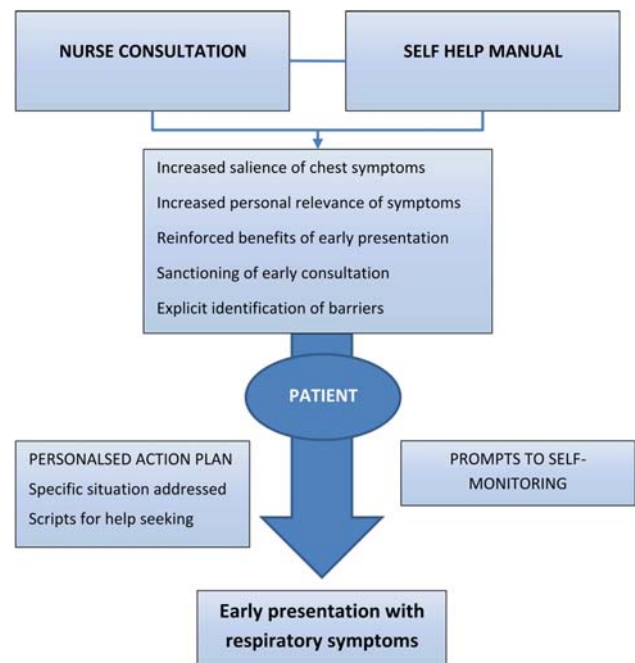 NURSE CONSULTATION
SELF HELP MANUAL
Increased salience of chest symptoms
Increased personal relevance of symptoms
Reinforced benefits of early presentation
Sanctioning of early consultation
Explicit identification of barriers
PATIENT
PERSONALSED ACTION PLAN
Specific situation addressed
Scripts for help seeking
PROMPTS TO SELF-
MONITORING
Early presentation with
respiratory symptoms